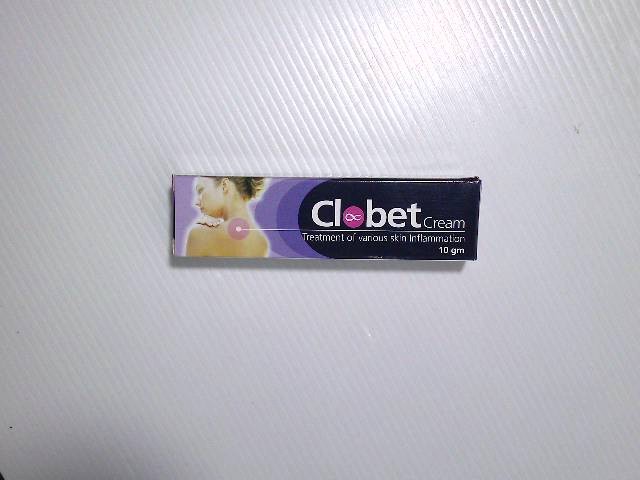 Clobet Cream
Treatment of various skin Inflammation
10 gm